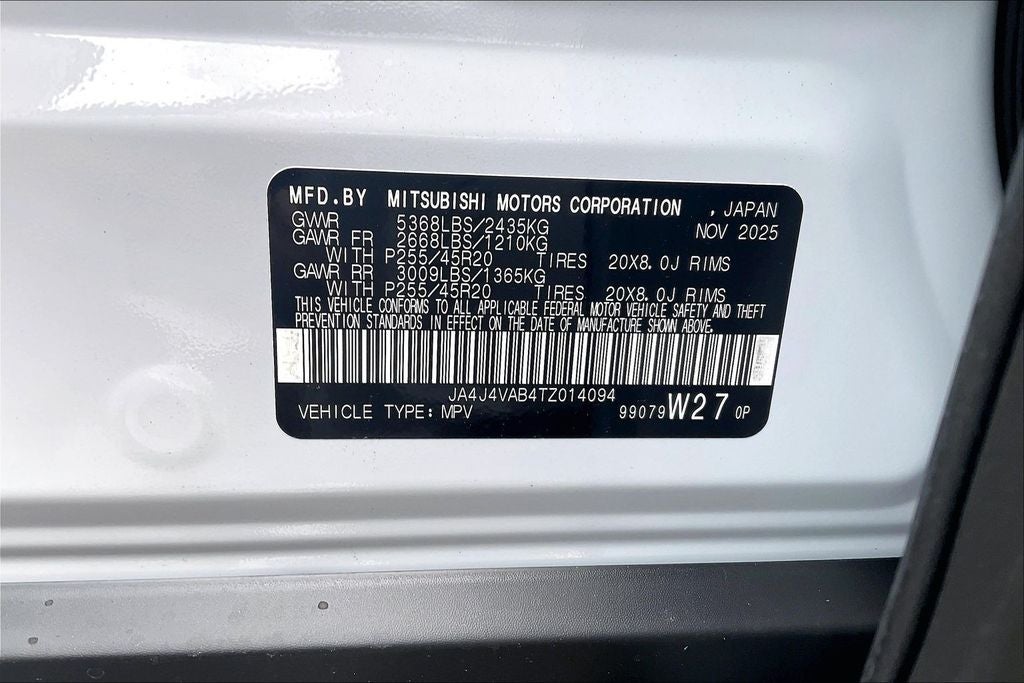 MFD.BY MITSUBISHI MOTORS CORPORATION , JAPAN
GVWR 5368LBS/2435KG NOV 2025
GAWR FR 2668LBS/1210KG
WITH P255/45R20 TIRES 20X8.0J RIMS
GAWR RR 3009LBS/1365KG
WITH P255/45R20 TIRES 20X8.0J RIMS
THIS VEHICLE CONFORMS TO ALL APPLICABLE FEDERAL MOTOR VEHICLE SAFETY AND THEFT
PREVENTION STANDARDS IN EFFECT ON THE DATE OF MANUFACTURE SHOWN ABOVE.
JA4J4VAB4TZ014094
VEHICLE TYPE: MPV 99079 W27 0P